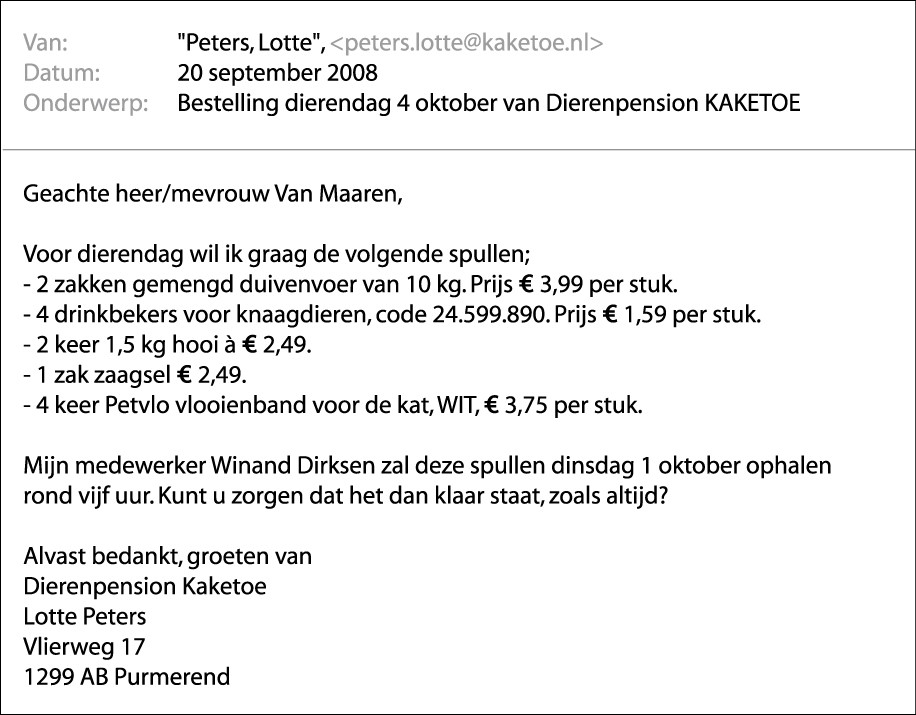 Van: "Peters, Lotte", <peters.lotte@kaketoe.nl>
Datum: 20 september 2008
Onderwerp: Bestelling dierendag 4 oktober van Dierenpension KAKETOE
Geachte heer/mevrouw Van Maaren,
Voor dierendag wil ik graag de volgende spullen;
- 2 zakken gemengd duivenvoer van 10 kg. Prijs € 3,99 per stuk.
- 4 drinkbekers voor knaagdieren, code 24.599.890. Prijs € 1,59 per stuk.
- 2 keer 1,5 kg hooi à € 2,49.
- 1 zak zaagsel € 2,49.
- 4 keer Petvlo vlooienband voor de kat, WIT, € 3,75 per stuk.
Mijn medewerker Winand Dirksen zal deze spullen dinsdag 1 oktober ophalen
rond vijf uur. Kunt u zorgen dat het dan klaar staat, zoals altijd?
Alvast bedankt, groeten van
Dierenpension Kaketoe
Lotte Peters
Vlierweg 17
1299 AB Purmerend